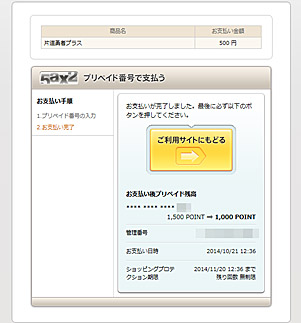 商品名 お支払い金額
片道勇者プラス 500 円
プリペイド番号で支払う
お支払い手順
1.プリペイド番号の入力
2.お支払い完了
お支払いが完了しました。最後に必ず以下のボ
タンを押してください。
ご利用サイトにもどる
お支払い後プリペイド残高
**** **** ****
1,500 POINT ⇒ 1,000 POINT
管理番号
お支払い日時 2014/10/21 12:36
ショッピングプロテ 2014/11/20 12:36 まで
クション期限 残り回数 無制限